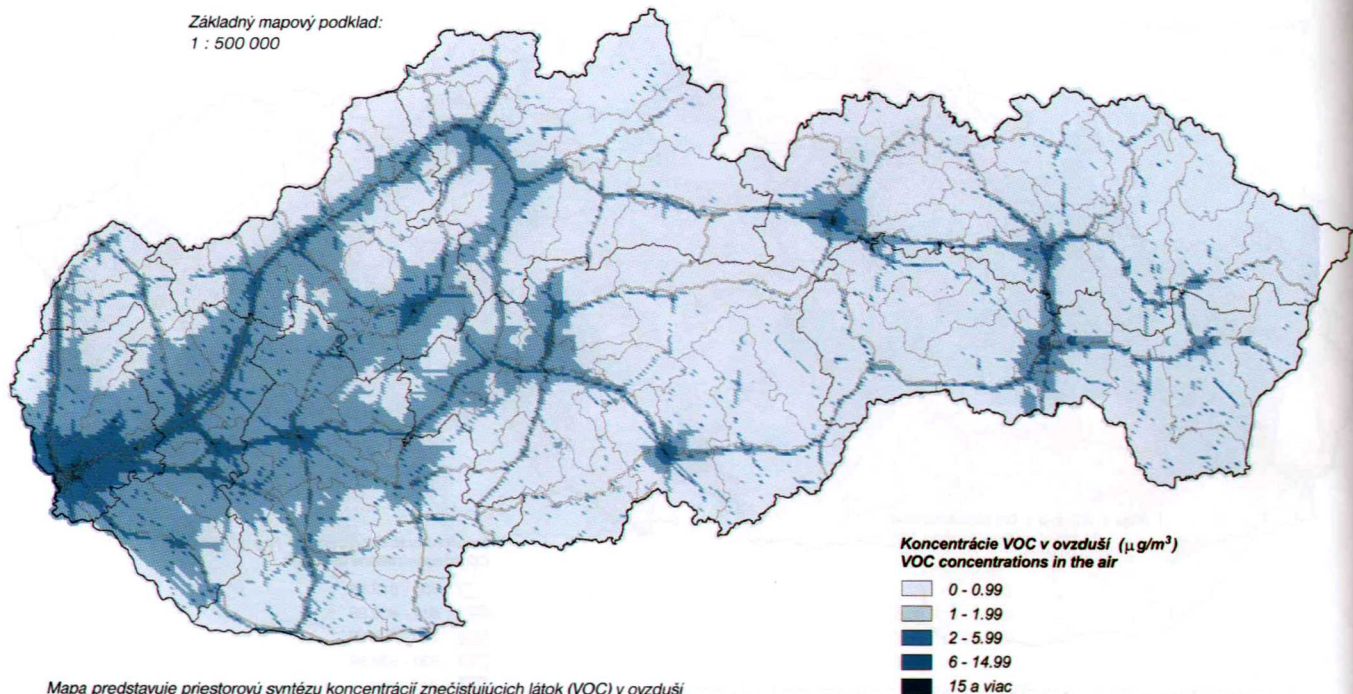 Základný mapový podklad:
1 : 500 000
Koncentrácie VOC v ovzduší (μg/m³)
VOC concentrations in the air
0 - 0.99
1 - 1.99
2 - 5.99
6 - 14.99
15 a viac
Mapa predstavuje priestorovú syntézu koncentrácií znečisťujúcich látok (VOC) v ovzduší